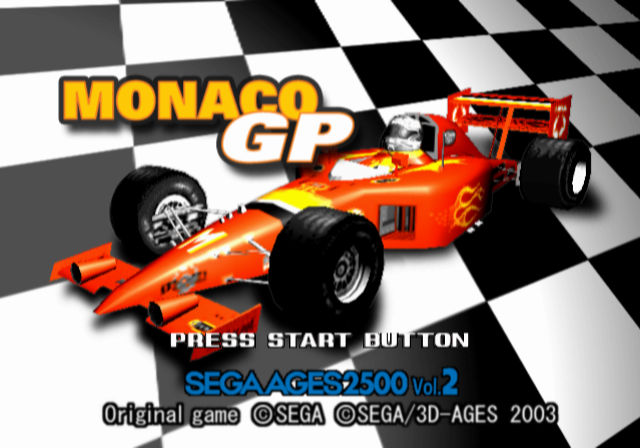 MONACO
GP
PRESS START BUTTON
SEGA AGES 2500 Vol.2
Original game ©SEGA ©SEGA/3D-AGES 2003